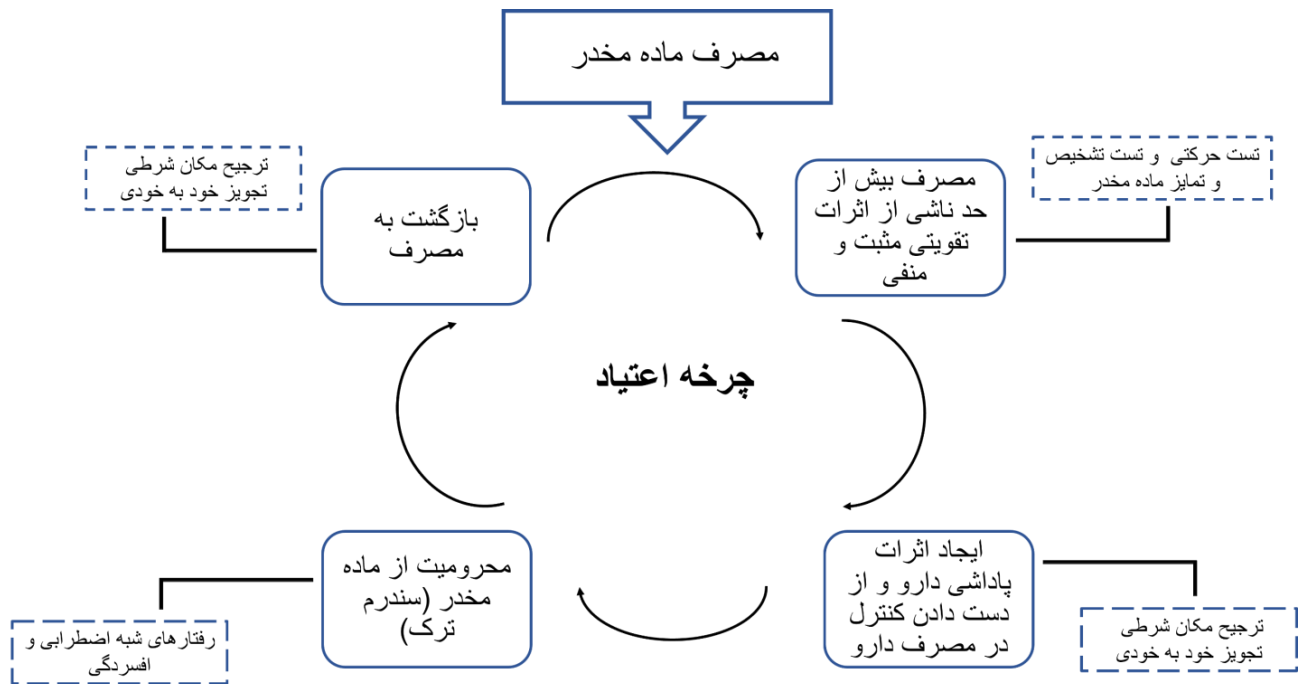 مصرف ماده مخدر
مصرف بیش از
حد ناشی از اثرات
تقویتی مثبت و
منفی
تست حرکتی و تست تشخیص
و تمایز ماده مخدر
ایجاد اثرات
پاداشی دارو و از
دست دادن کنترل
در مصرف دارو
ترجیح مکان شرطی
تجویز خود به خودی
محرومیت از ماده
مخدر (سندرم
ترک)
رفتارهای شبه اضطرابی و
افسردگی
بازگشت به
مصرف
ترجیح مکان شرطی
تجویز خود به خودی
چرخه اعتیاد